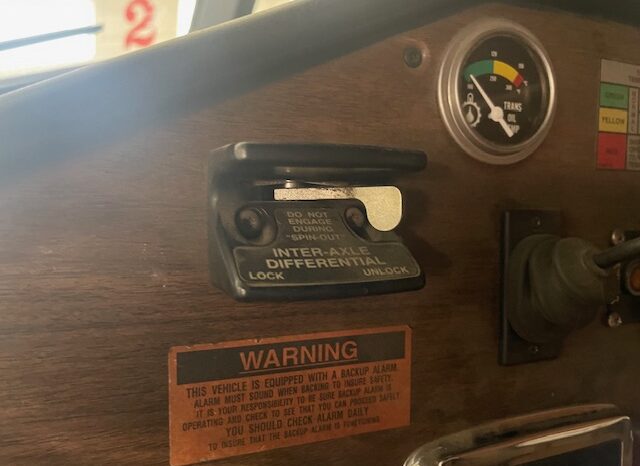 2
TRANS
OIL
DO NOT
ENGAGE
DURING
"SPIN-OUT"
INTER-AXLE
DIFFERENTIAL
LOCK UNLOCK
GREEN
YELLOW
RED
WARNING
THIS VEHICLE IS EQUIPPED WITH A BACKUP ALARM.
ALARM MUST SOUND WHEN BACKING TO INSURE SAFETY.
IT IS YOUR RESPONSIBILITY TO BE SURE BACKUP ALARM IS
OPERATING AND CHECK TO SEE THAT YOU CAN PROCEED SAFELY
YOU SHOULD CHECK ALARM DAILY
TO INSURE THAT THE BACKUP ALARM IS FUNCTIONING.